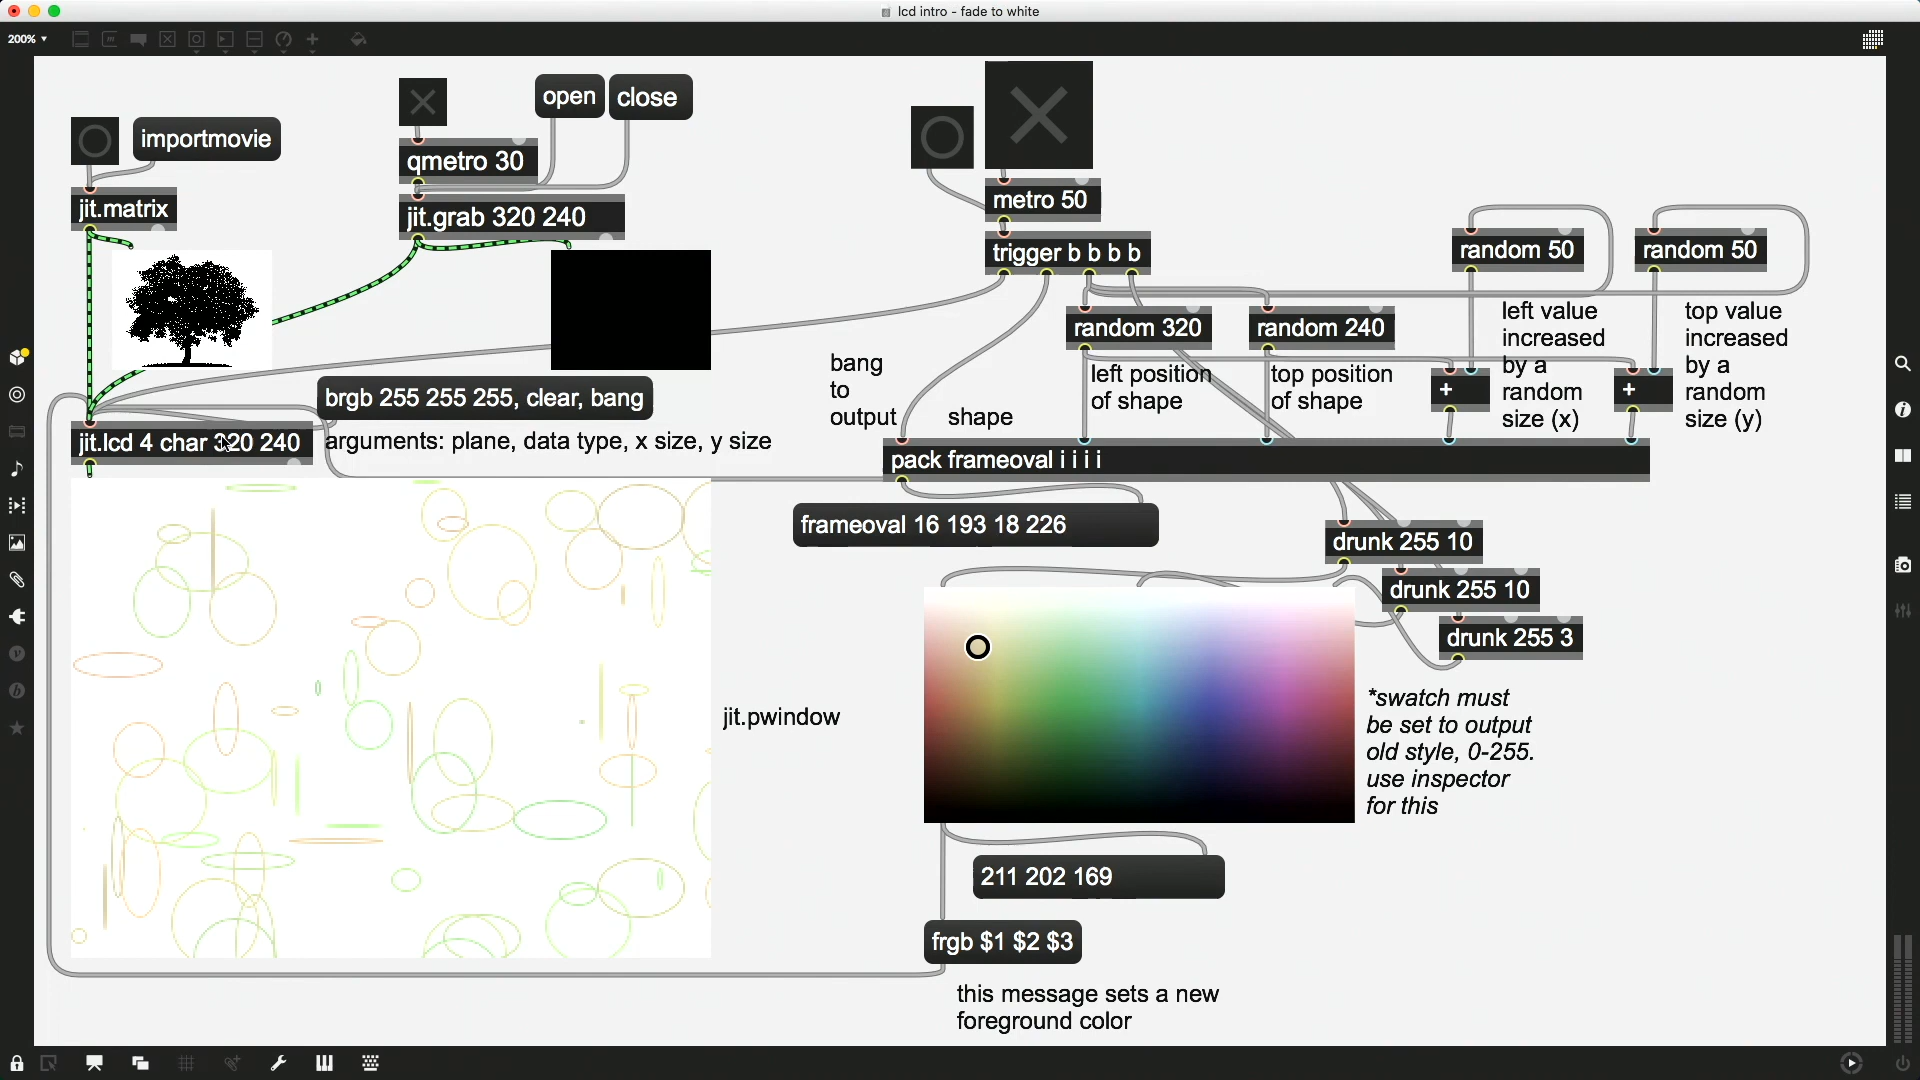 lcd intro - fade to white
200%
open
close
importmovie
qmetro 30
jit.matrix
jit.grab 320 240
metro 50
trigger b b b b
random 50
random 50
random 320
random 240
left value
increased
by a
random
size (x)
top value
increased
by a
random
size (y)
bang
to
output
shape
left position
of shape
top position
of shape
+
+
brgb 255 255 255, clear, bang
jit.lcd 4 char 320 240
arguments: plane, data type, x size, y size
pack frameoval i i i i
frameoval 16 193 18 226
drunk 255 10
drunk 255 10
drunk 255 3
jit.pwindow
*swatch must
be set to output
old style, 0-255.
use inspector
for this
211 202 169
frgb $1 $2 $3
this message sets a new
foreground color